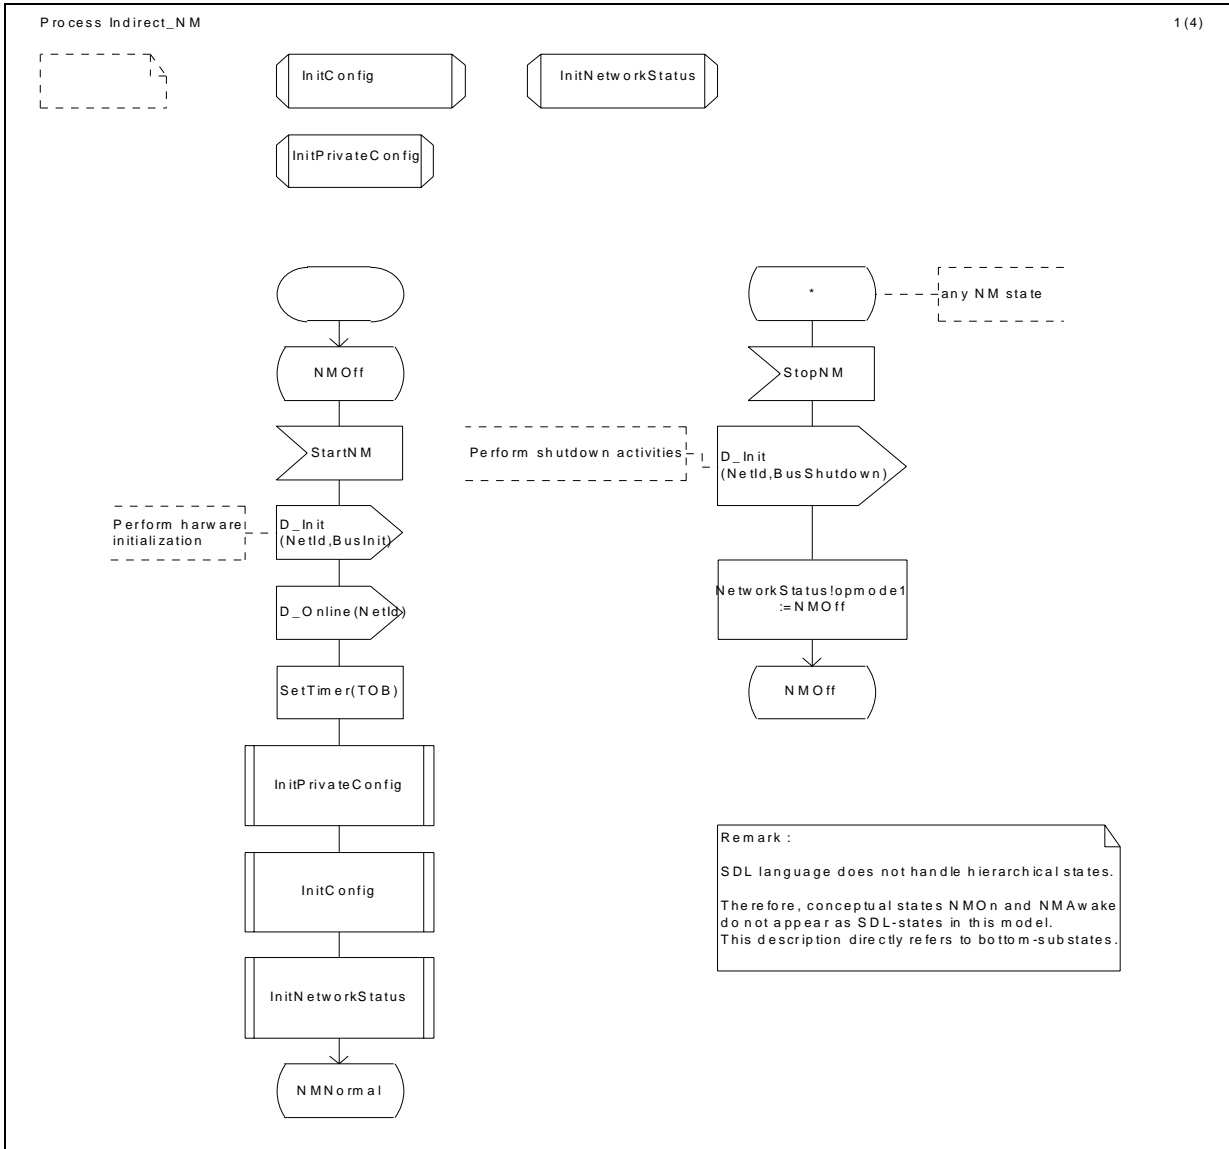 Process Indirect_NM
1(4)
InitConfig
InitNetworkStatus
InitPrivateConfig
NMOff
StartNM
Perform harware
initialization
D_Init
(NetId,BusInit)
D_Online(NetId)
SetTimer(TOB)
InitPrivateConfig
InitConfig
InitNetworkStatus
NMNormal
*
any NM state
StopNM
Perform shutdown activities
D_Init
(NetId,BusShutdown)
NetworkStatus!opmode1
:=NMOff
NMOff
Remark :
SDL language does not handle hierarchical states.
Therefore, conceptual states NMOn and NMAwake
do not appear as SDL-states in this model.
This description directly refers to bottom-substates.